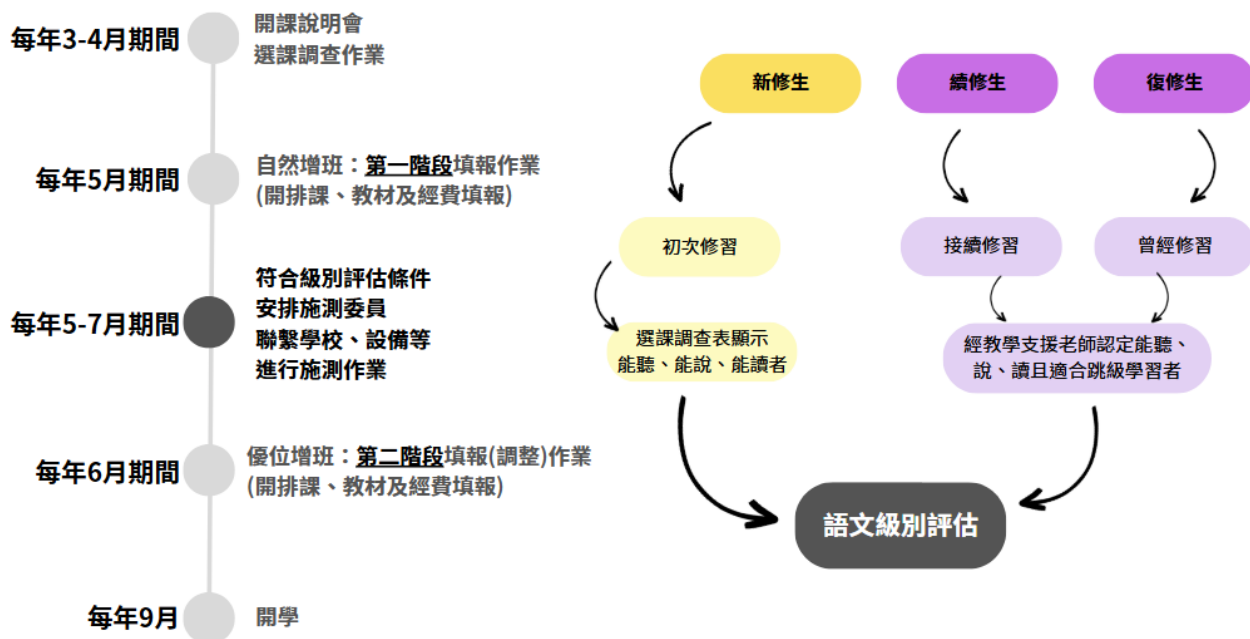 每年3-4月期間
開課說明會
選課調查作業
每年5月期間
自然增班：第一階段填報作業
(開排課、教材及經費填報)
每年5-7月期間
符合級別評估條件
安排施測委員
聯繫學校、設備等
進行施測作業
每年6月期間
優位增班：第二階段填報(調整)作業
(開排課、教材及經費填報)
每年9月
開學
新修生
續修生
復修生
初次修習
接續修習
曾經修習
選課調查表顯示
能聽、能說、能讀者
經教學支援老師認定能聽、
說、讀且適合跳級學習者
語文級別評估